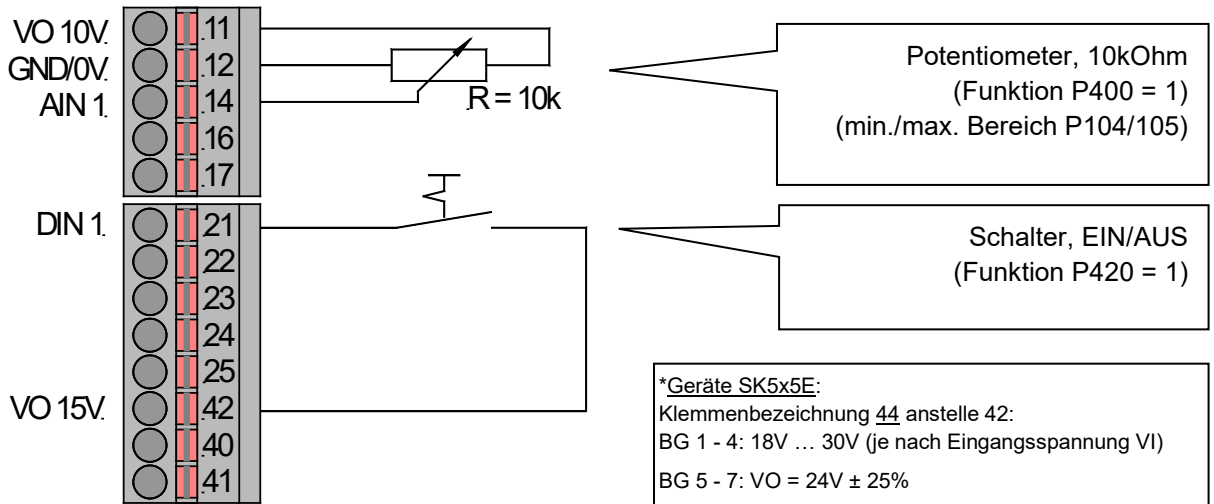 VO 10V.
GND/0V.
AIN 1.
.11
.12
.14
.16
.17
R = 10k
Potentiometer, 10kOhm
(Funktion P400 = 1)
(min./max. Bereich P104/105)
DIN 1.
.21
.22
.23
.24
.25
VO 15V.
.42
.40
.41
Schalter, EIN/AUS
(Funktion P420 = 1)
*Geräte SK5x5E:
Klemmenbezeichnung 44 anstelle 42:
BG 1 - 4: 18V … 30V (je nach Eingangsspannung VI)
BG 5 - 7: VO = 24V ± 25%